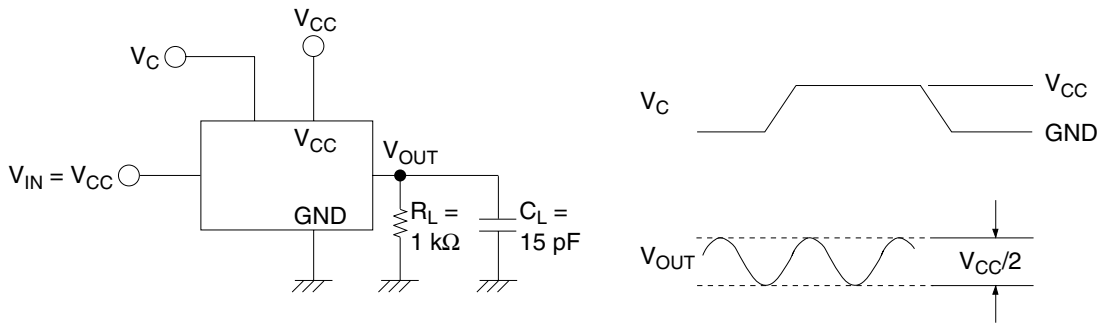 V_CC
V_C
V_CC
V_OUT
V_IN = V_CC
GND
R_L =
1 kΩ
C_L =
15 pF
V_C
V_CC
GND
V_OUT
V_CC/2